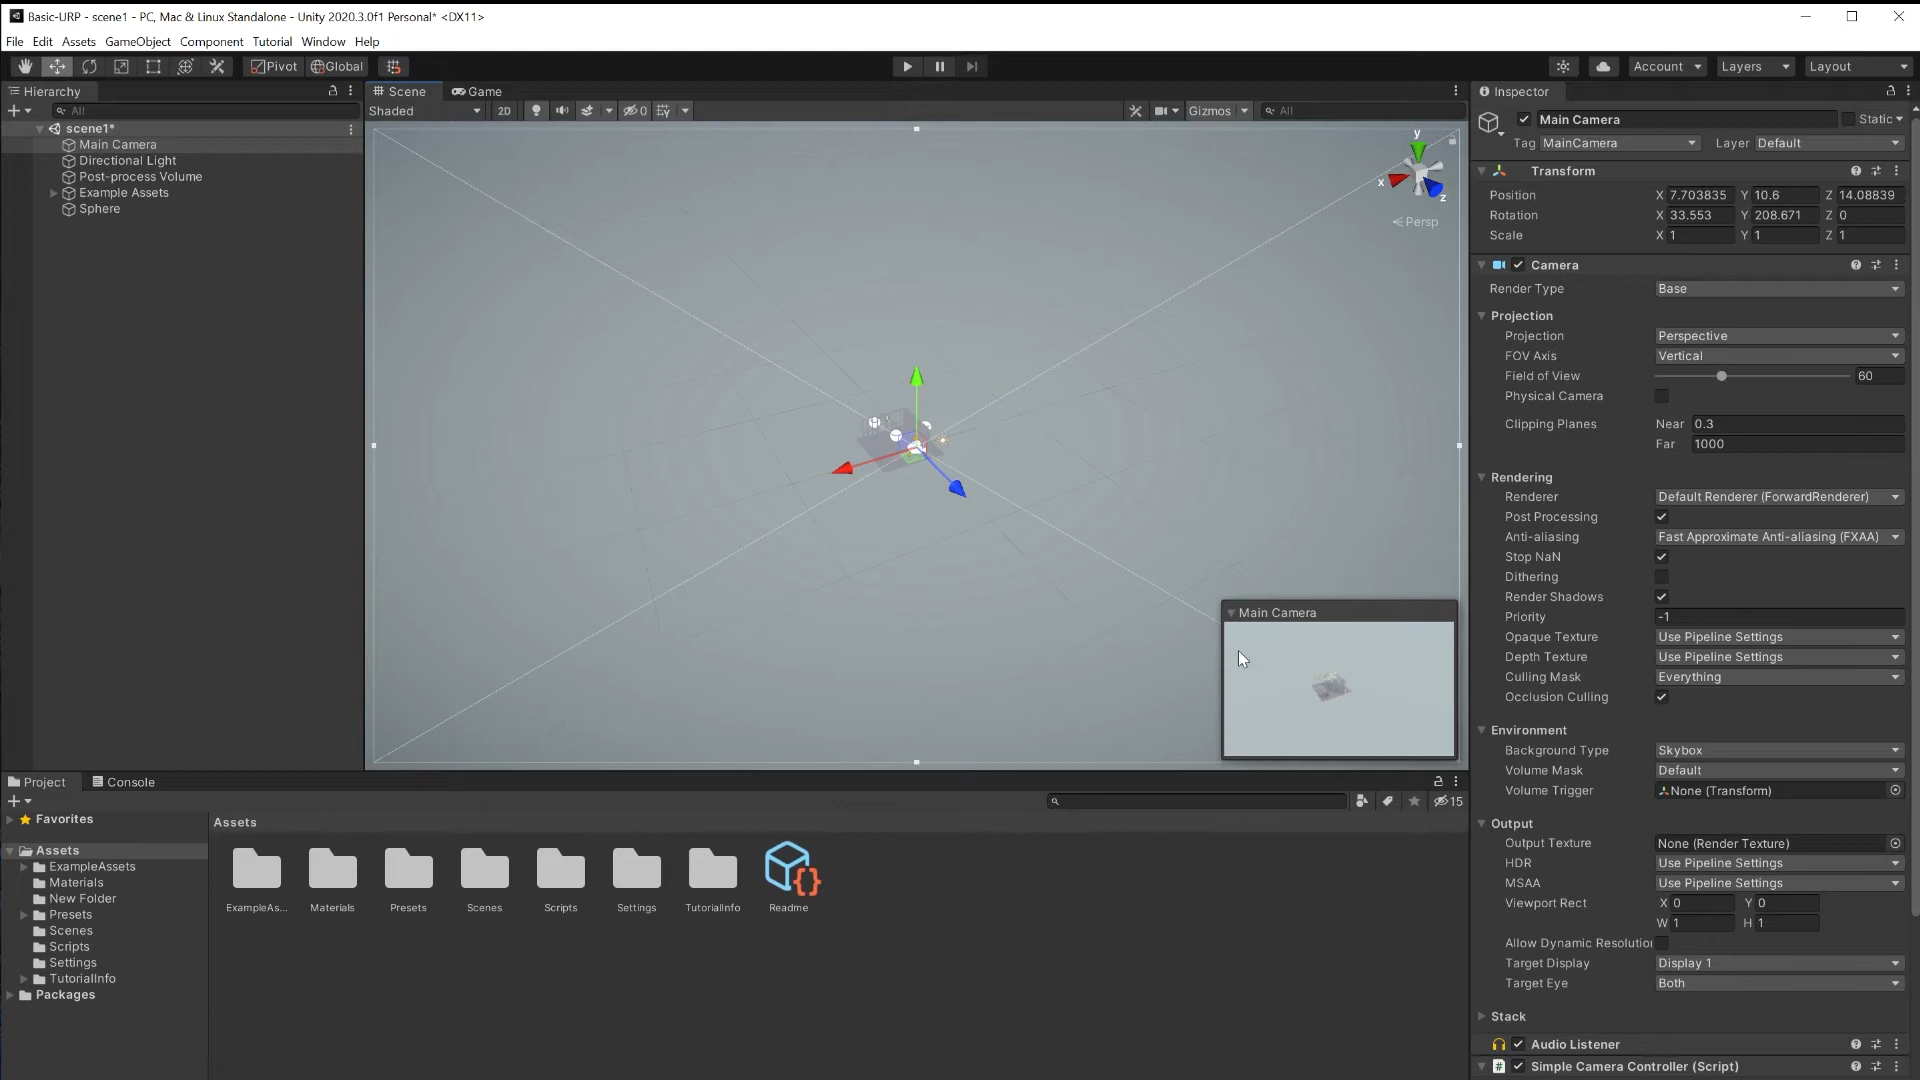 Basic-URP - scene1 - PC, Mac & Linux Standalone - Unity 2020.3.0f1 Personal* <DX11>
File Edit Assets GameObject Component Tutorial Window Help
Pivot Global Account Layers Layout
Hierarchy
All
scene1*
Main Camera
Directional Light
Post-process Volume
Example Assets
Sphere
Scene Game
Shaded 2D 0 Gizmos All
y
x
z
Persp
Main Camera
Inspector
Main Camera Static
Tag MainCamera Layer Default
Transform
Position X 7.703835 Y 10.6 Z 14.08839
Rotation X 33.553 Y 208.671 Z 0
Scale X 1 Y 1 Z 1
Camera
Render Type Base
Projection
Projection Perspective
FOV Axis Vertical
Field of View 60
Physical Camera
Clipping Planes Near 0.3
Far 1000
Rendering
Renderer Default Renderer (ForwardRenderer)
Post Processing
Anti-aliasing Fast Approximate Anti-aliasing (FXAA)
Stop NaN
Dithering
Render Shadows
Priority -1
Opaque Texture Use Pipeline Settings
Depth Texture Use Pipeline Settings
Culling Mask Everything
Occlusion Culling
Environment
Background Type Skybox
Volume Mask Default
Volume Trigger None (Transform)
Output
Output Texture None (Render Texture)
HDR Use Pipeline Settings
MSAA Use Pipeline Settings
Viewport Rect X 0 Y 0
W 1 H 1
Allow Dynamic Resolution
Target Display Display 1
Target Eye Both
Stack
Audio Listener
# Simple Camera Controller (Script)
Project Console
15
Favorites
Assets
ExampleAssets
Materials
New Folder
Presets
Scenes
Scripts
Settings
TutorialInfo
Packages
Assets
ExampleAs... Materials Presets Scenes Scripts Settings TutorialInfo Readme